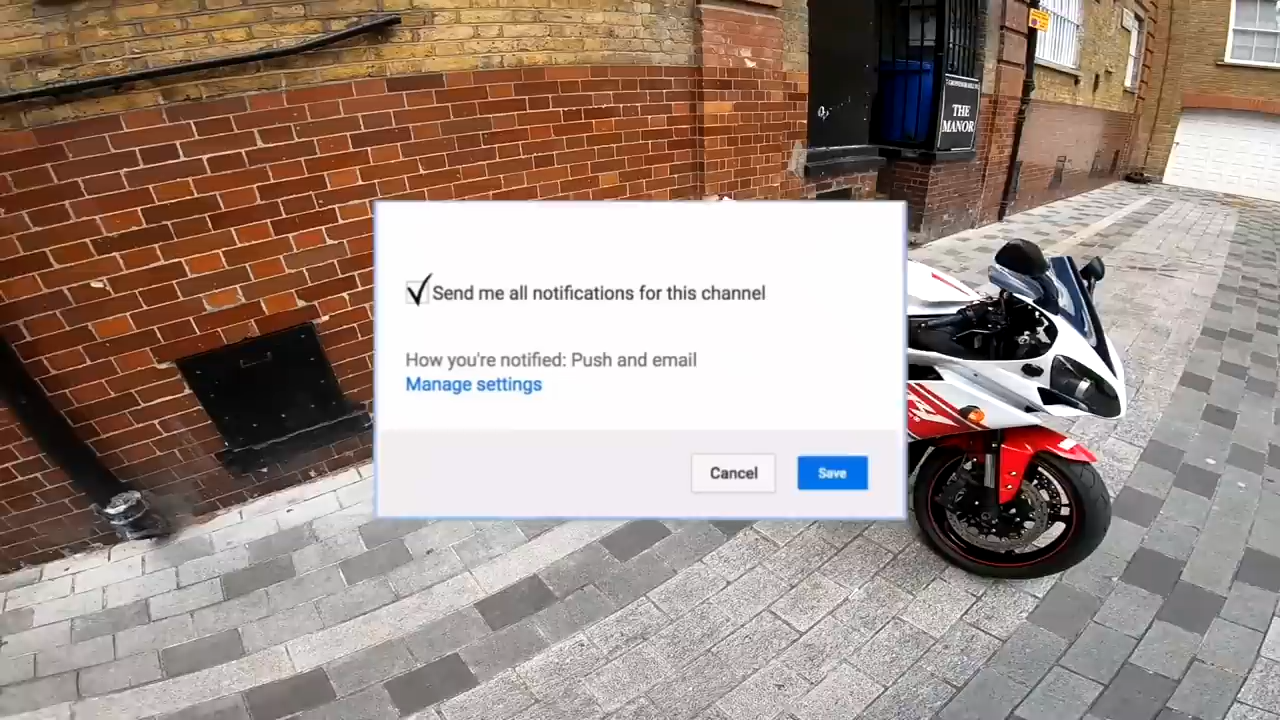 THE
MANOR
Send me all notifications for this channel
How you're notified: Push and email
Manage settings
Cancel
Save